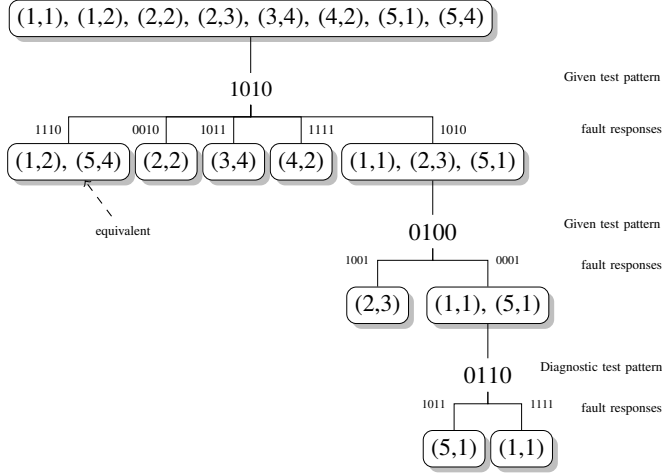 (1,1), (1,2), (2,2), (2,3), (3,4), (4,2), (5,1), (5,4)
1010 Given test pattern
1110 0010 1011 1111 1010 fault responses
(1,2), (5,4) (2,2) (3,4) (4,2) (1,1), (2,3), (5,1)
equivalent
0100 Given test pattern
1001 0001 fault responses
(2,3) (1,1), (5,1)
0110 Diagnostic test pattern
1011 1111 fault responses
(5,1) (1,1)